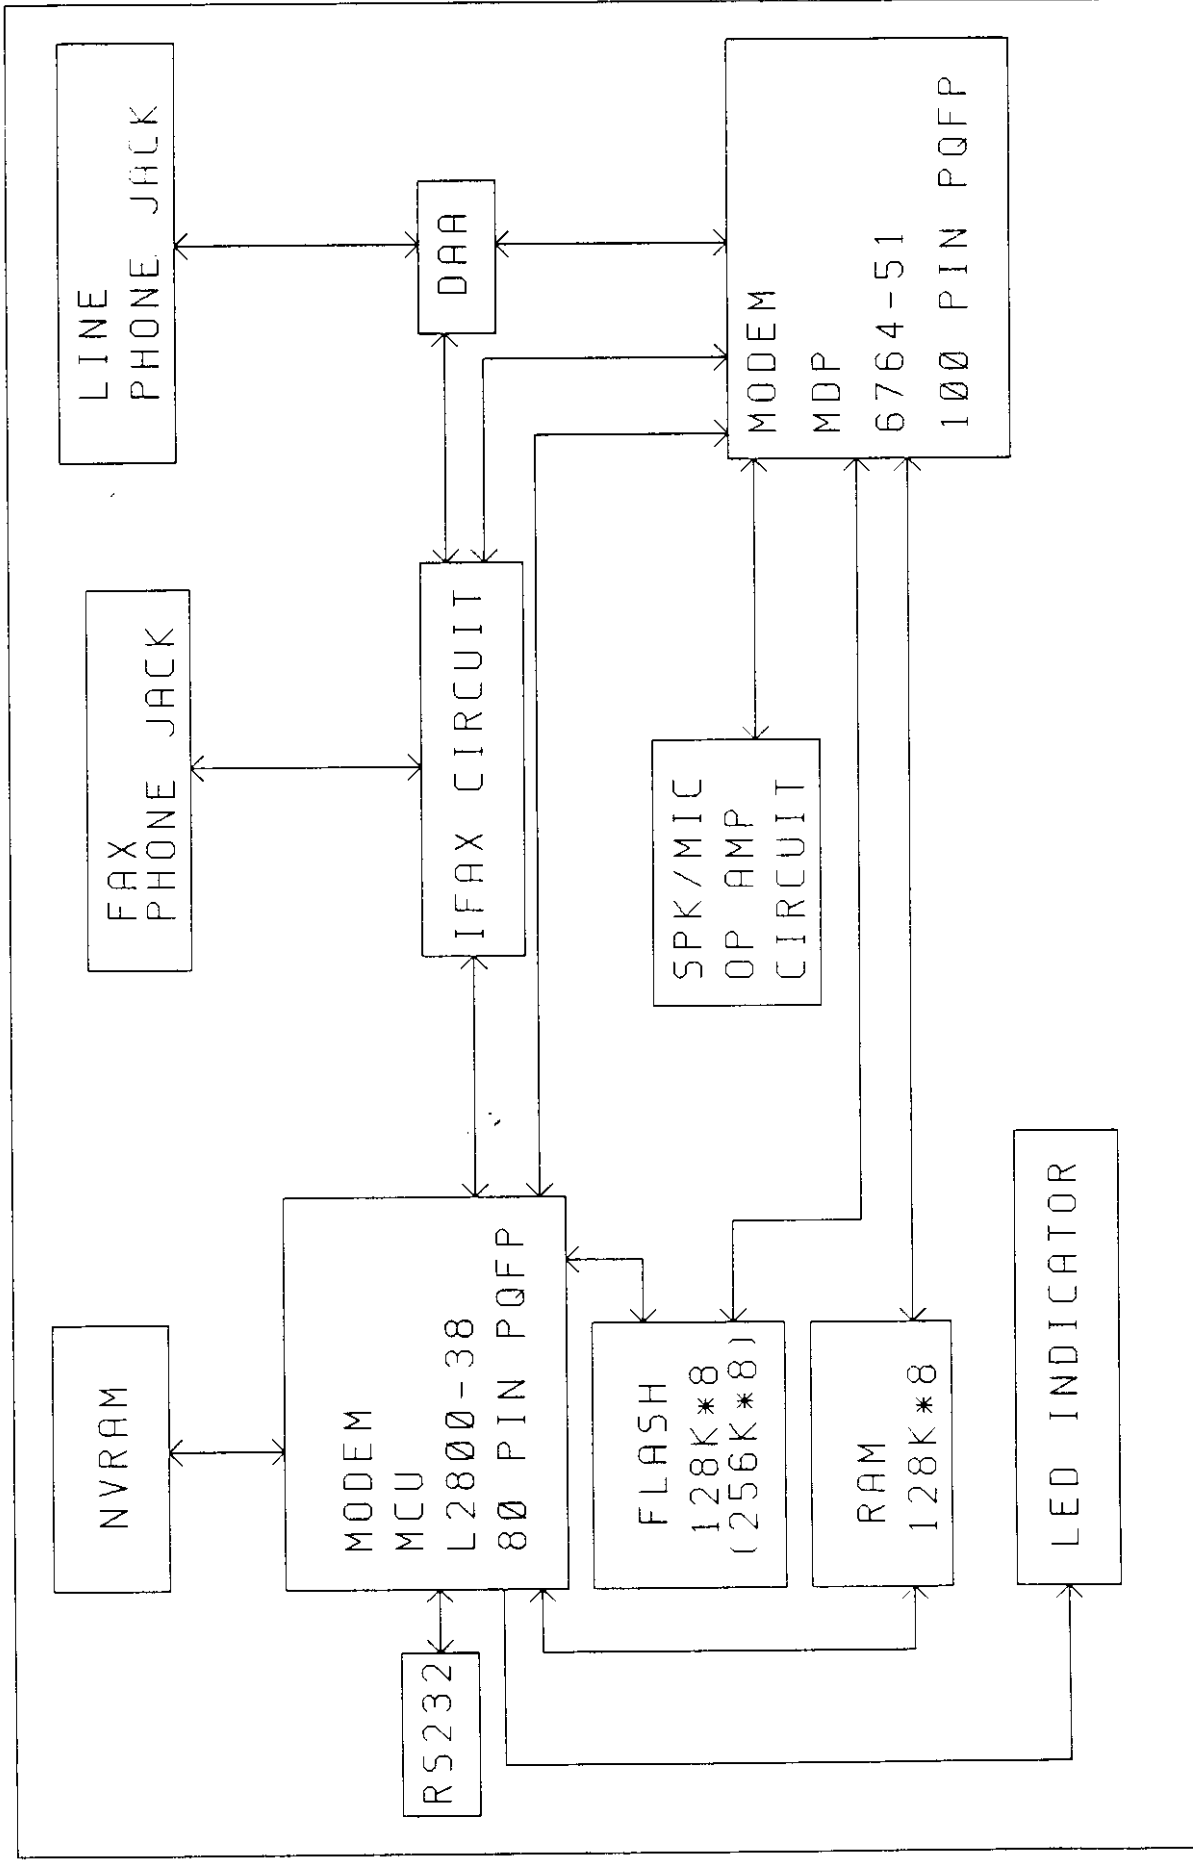 NVRAM
FAX
PHONE JACK
LINE
PHONE JACK
RS232
MODEM
MCU
L2800-38
80 PIN PQFP
IFAX CIRCUIT
DAA
FLASH
128K*8
(256K*8)
SPK/MIC
OP AMP
CIRCUIT
MODEM
MDP
6764-51
100 PIN PQFP
RAM
128K*8
LED INDICATOR